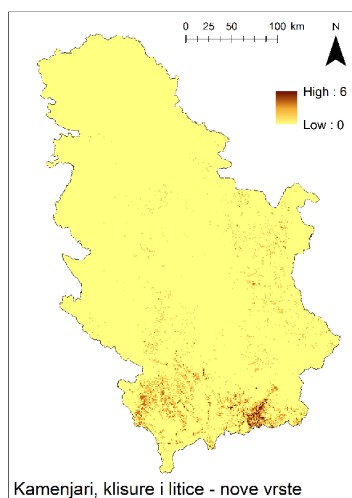 0 25 50 100 km
N
High : 6
Low : 0
Kamenjari, klisure i litice - nove vrste